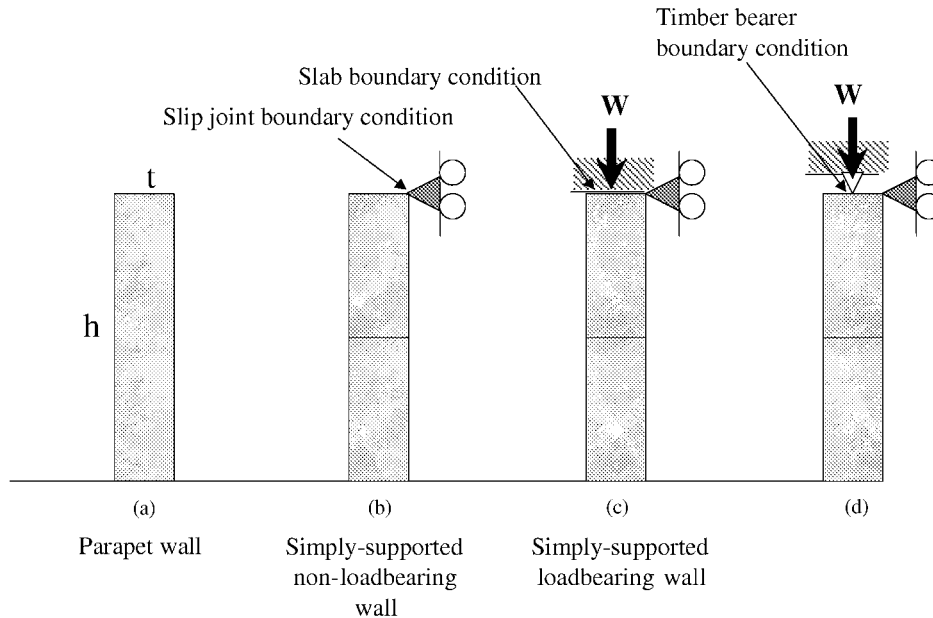 Timber bearer
boundary condition
Slab boundary condition
W
W
Slip joint boundary condition
t
h
(a)
(b)
(c)
(d)
Parapet wall
Simply-supported
non-loadbearing
wall
Simply-supported
loadbearing wall